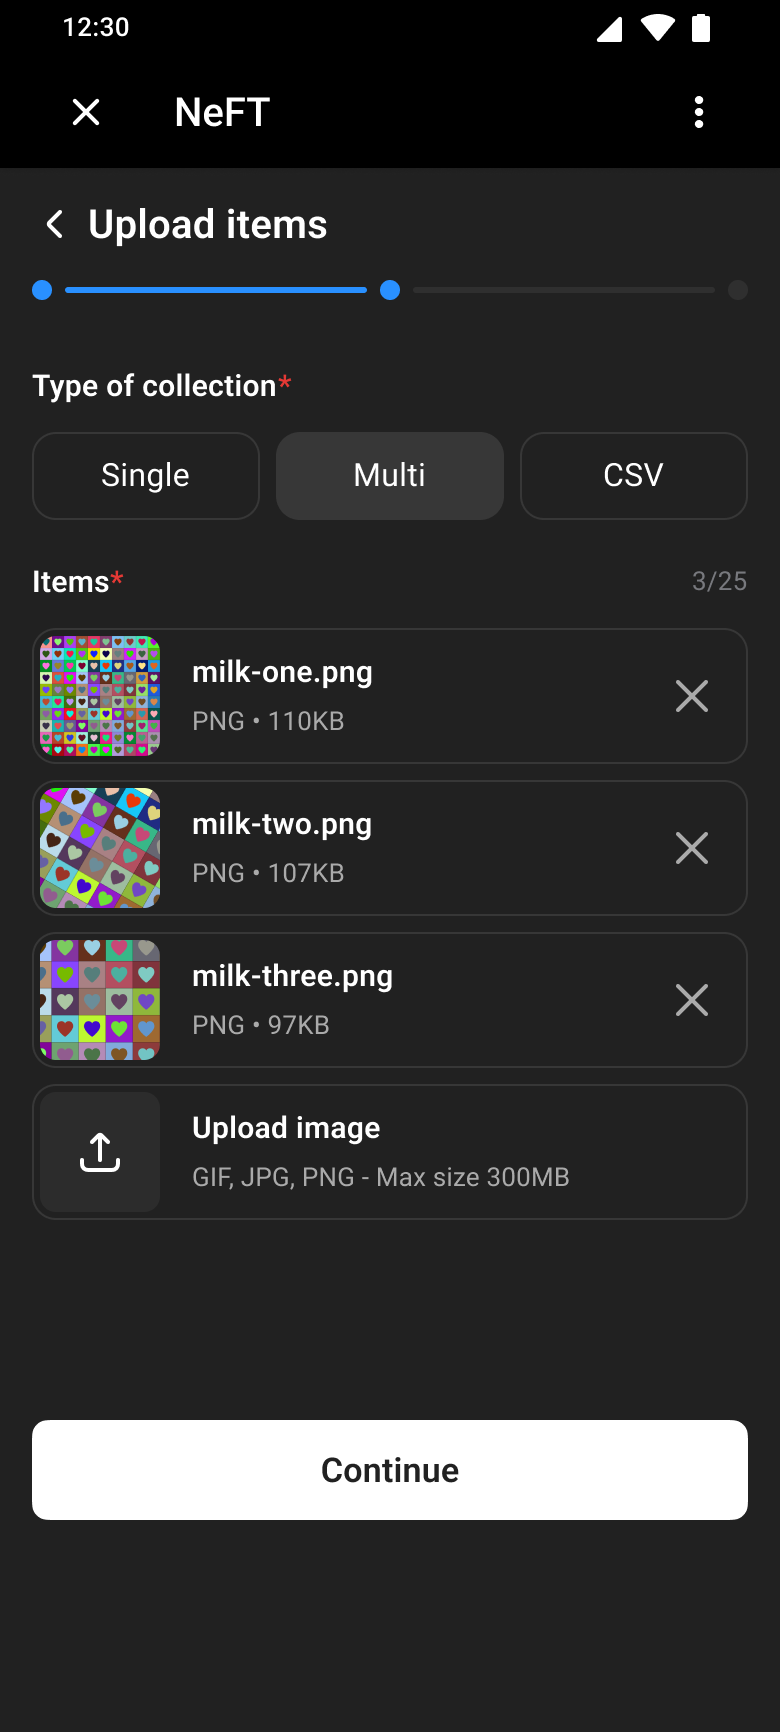 12:30
NeFT
Upload items
Type of collection*
Single
Multi
CSV
Items*
3/25
milk-one.png
PNG • 110KB
milk-two.png
PNG • 107KB
milk-three.png
PNG • 97KB
Upload image
GIF, JPG, PNG - Max size 300MB
Continue